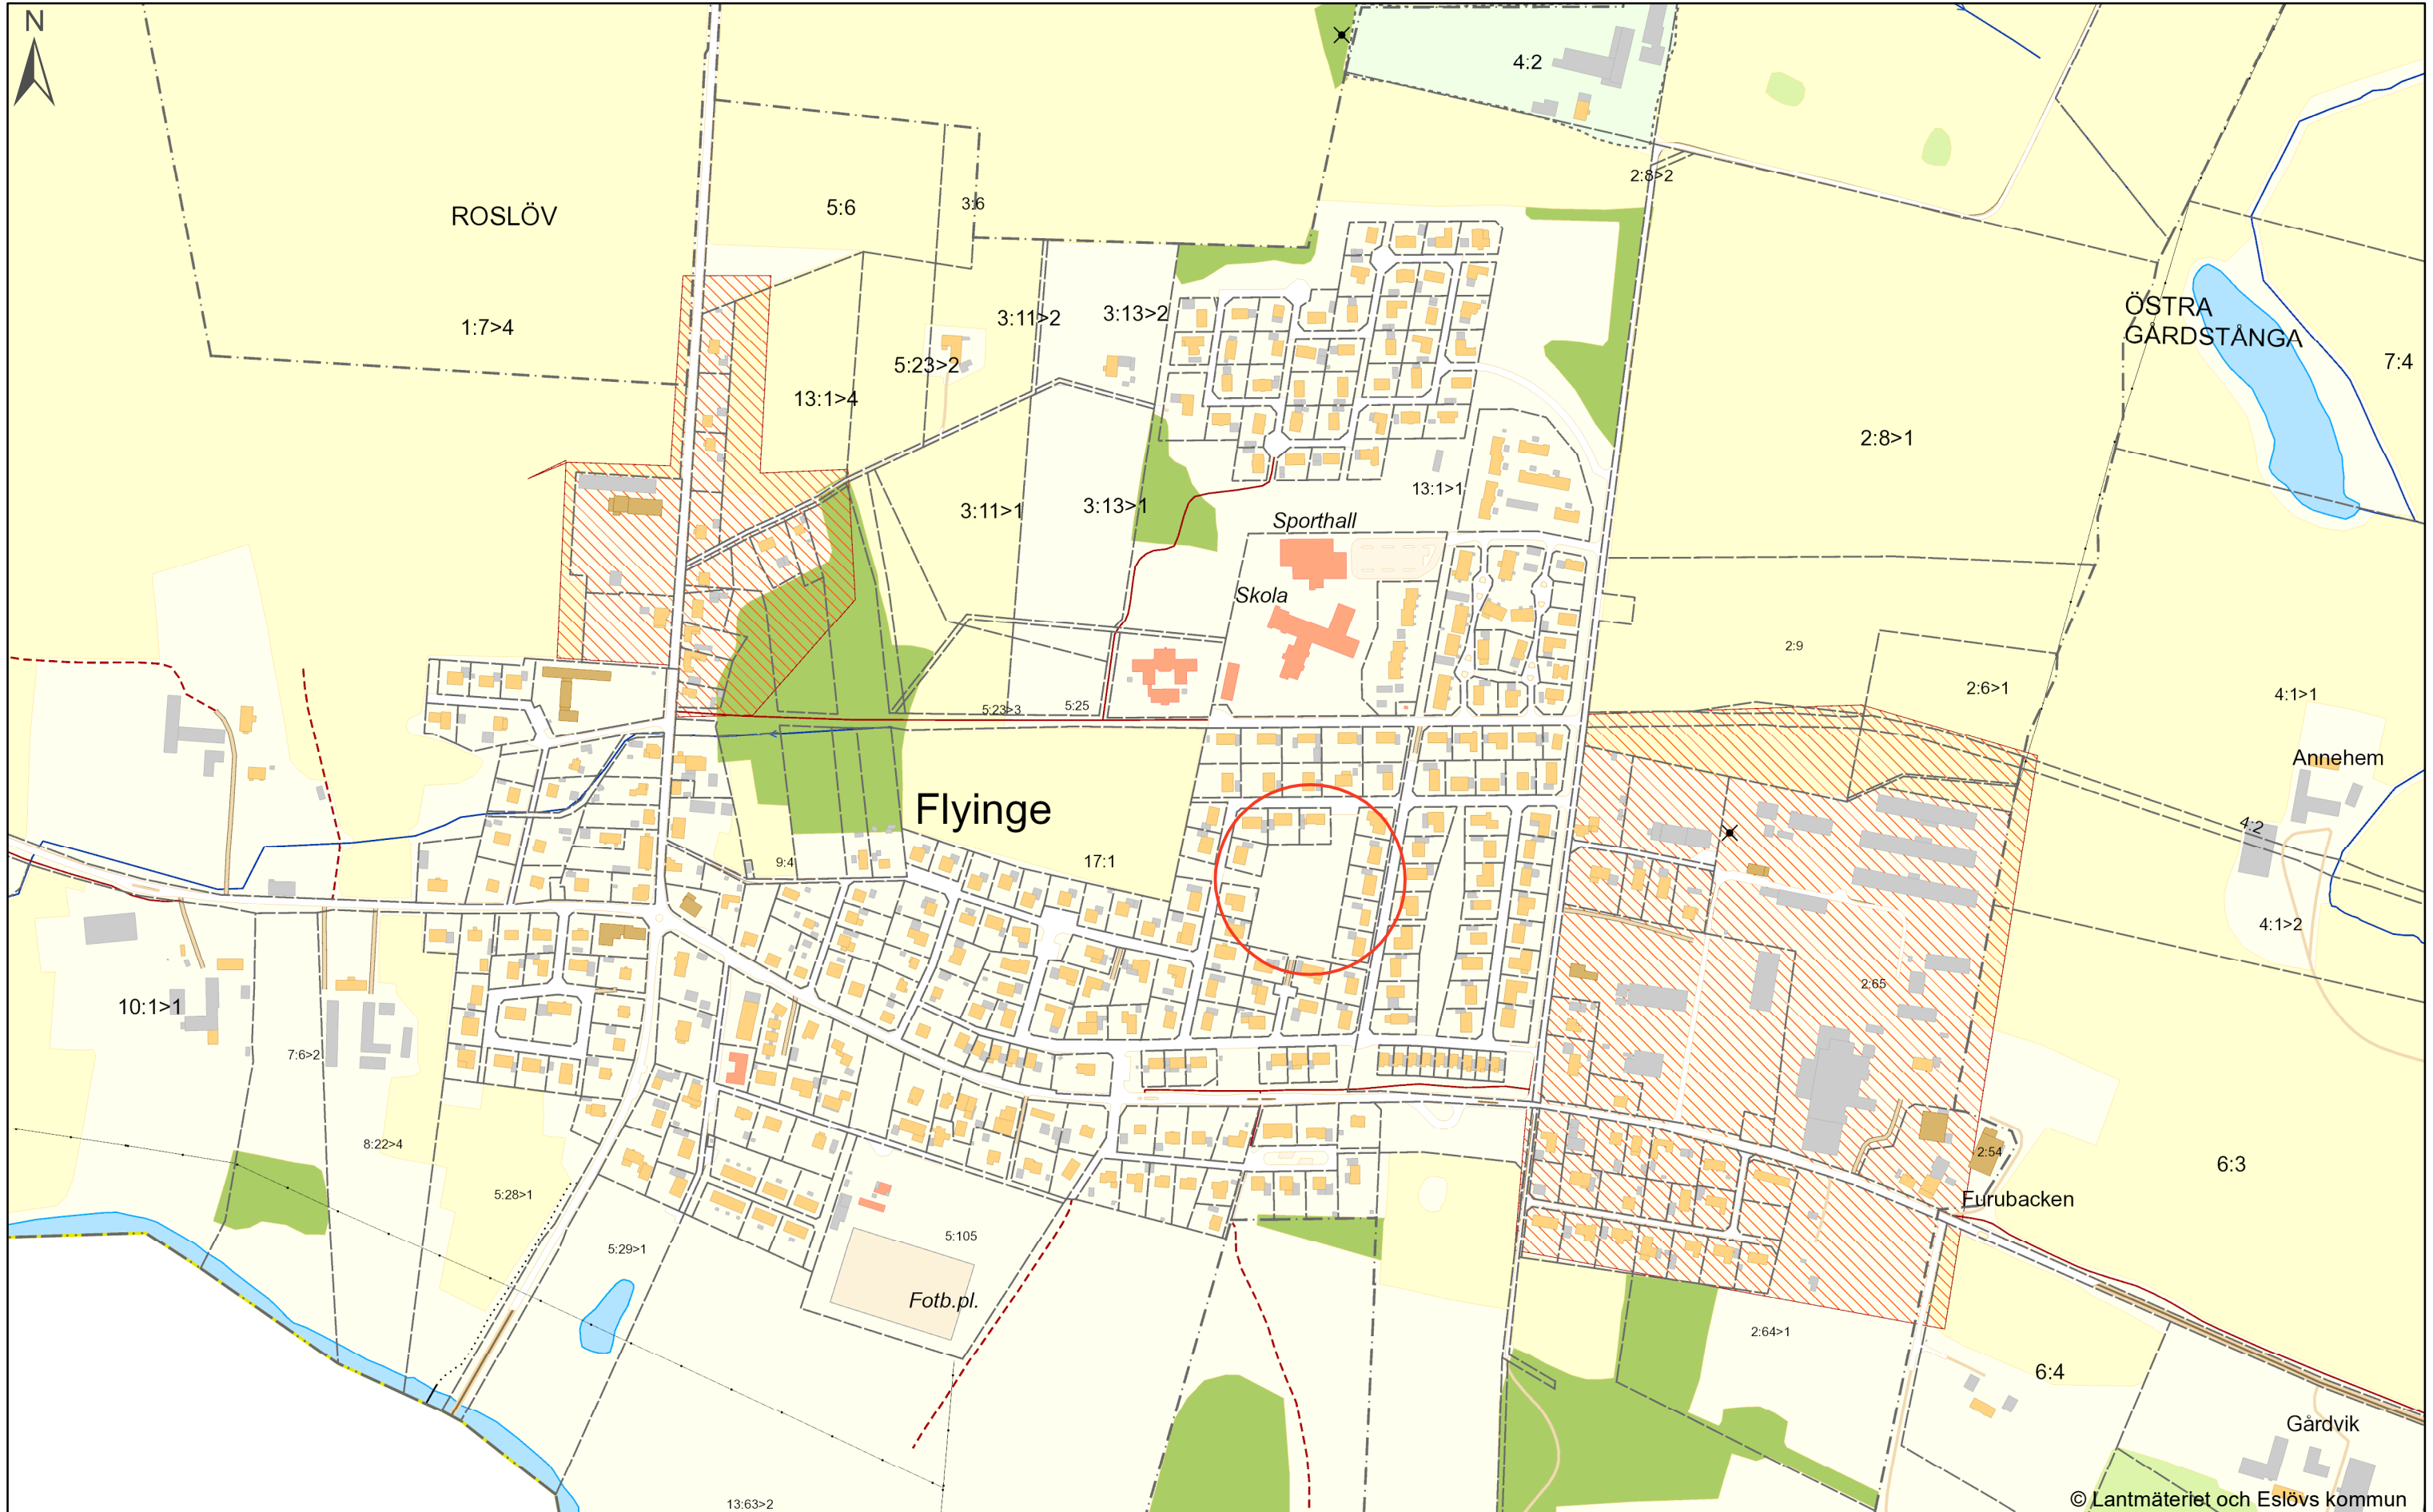 N
4:2
2:8>2
ROSLÖV
5:6
3:6
1:7>4
3:11>2
3:13>2
ÖSTRA
GÅRDSTÅNGA
7:4
5:23>2
13:1>4
2:8>1
13:1>1
3:11>1
3:13>1
Sporthall
Skola
2:9
2:6>1
4:1>1
5:23>3
5:25
Annehem
Flyinge
4:2
9:4
17:1
4:1>2
2:65
10:1>1
7:6>2
8:22>4
2:54
6:3
5:28>1
Furubacken
5:29>1
5:105
Fotb.pl.
2:64>1
6:4
Gårdvik
13:63>2
© Lantmäteriet och Eslövs kommun